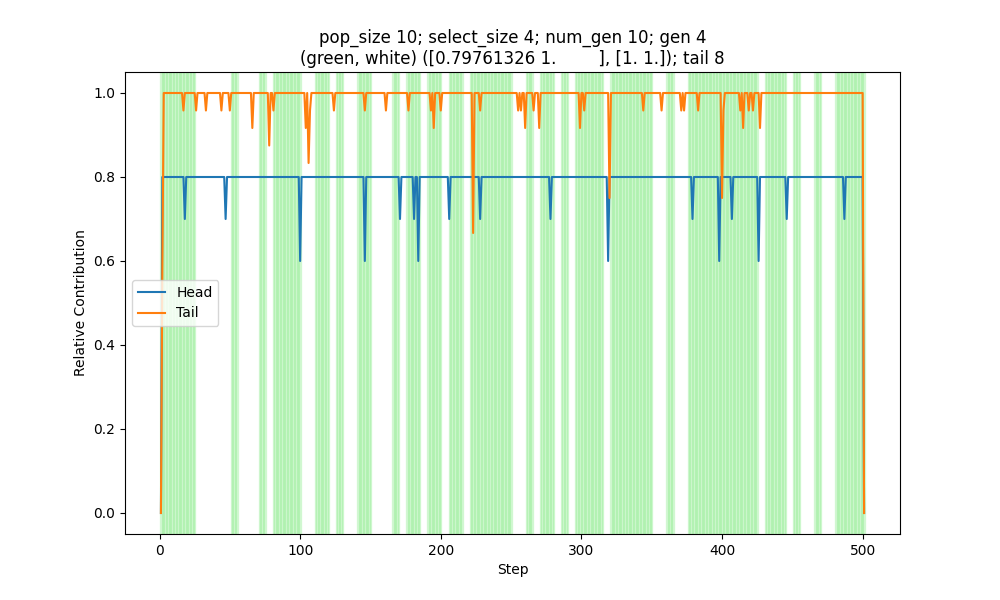 pop_size 10; select_size 4; num_gen 10; gen 4
(green, white) ([0.79761326 1.        ], [1. 1.]); tail 8
1.0
0.8
0.6
0.4
0.2
0.0
Relative Contribution
Head
Tail
0 100 200 300 400 500
Step